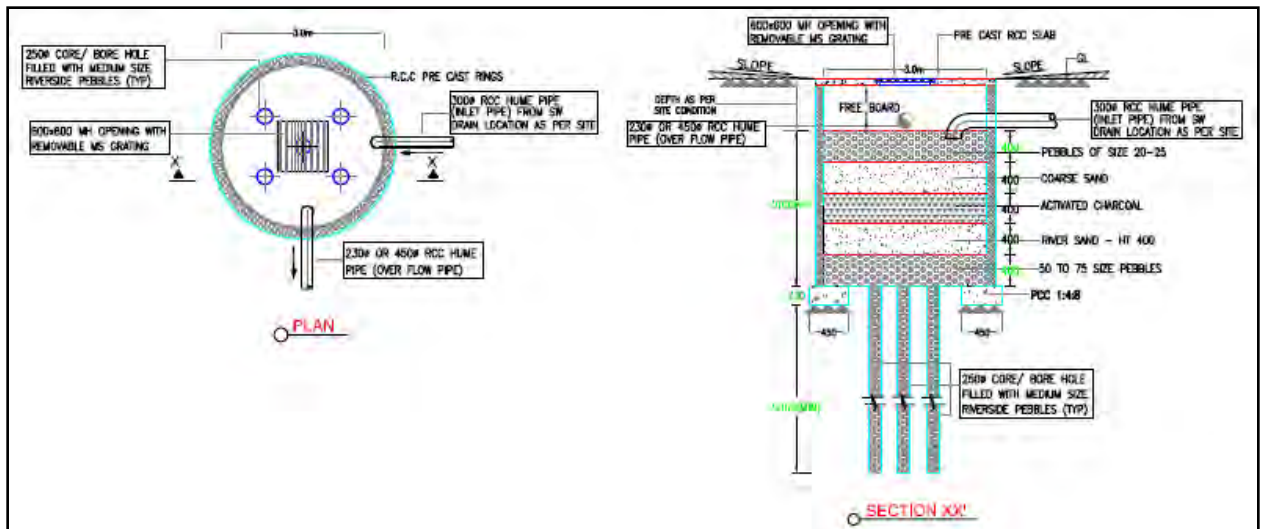 3.0m
250ø CORE/ BORE HOLE
FILLED WITH MEDIUM SIZE
RIVERSIDE PEBBLES (TYP)
R.C.C PRE CAST RINGS
300ø RCC HUME PIPE
(INLET PIPE) FROM SW
DRAIN LOCATION AS PER SITE
600x600 MH OPENING WITH
REMOVABLE MS GRATING
X
X'
230ø OR 450ø RCC HUME
PIPE (OVER FLOW PIPE)
PLAN
600x600 MH OPENING WITH
REMOVABLE MS GRATING
PRE CAST RCC SLAB
SLOPE
3.0m
SLOPE
GL
DEPTH AS PER
SITE CONDITION
FREE BOARD
230ø OR 450ø RCC HUME
PIPE (OVER FLOW PIPE)
300ø RCC HUME PIPE
(INLET PIPE) FROM SW
DRAIN LOCATION AS PER SITE
400
PEBBLES OF SIZE 20-25
400
COARSE SAND
400
ACTIVATED CHARCOAL
400
RIVER SAND - HT 400
400
50 TO 75 SIZE PEBBLES
230
PCC 1:4:8
450
450
250ø CORE/ BORE HOLE
FILLED WITH MEDIUM SIZE
RIVERSIDE PEBBLES (TYP)
SECTION XX'